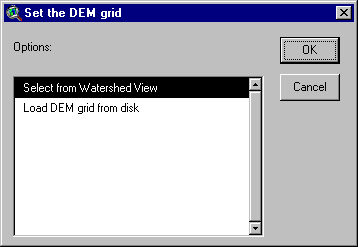 Set the DEM grid
Options:
OK
Select from Watershed View
Cancel
Load DEM grid from disk